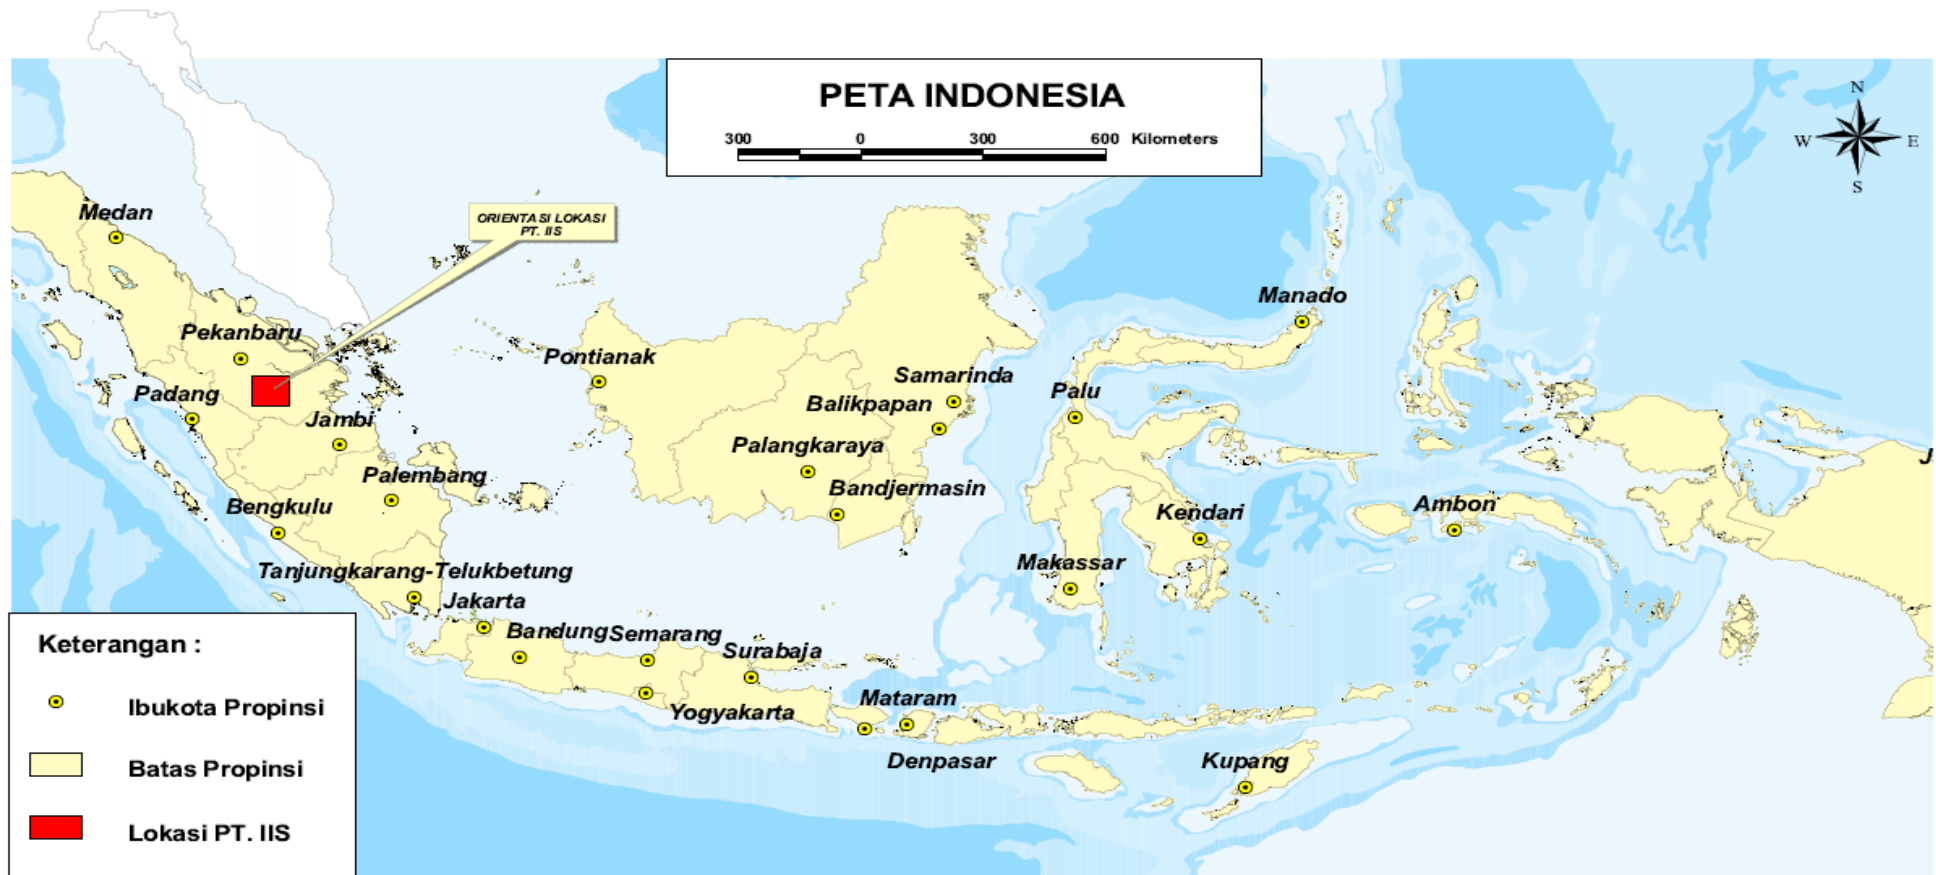 PETA INDONESIA
300 0 300 600 Kilometers
N
W E
S
ORIENTASI LOKASI
PT. IIS
Medan
Pekanbaru
Padang
Jambi
Palembang
Bengkulu
Tanjungkarang-Telukbetung
Jakarta
Bandung
Semarang
Surabaja
Yogyakarta
Mataram
Denpasar
Kupang
Pontianak
Samarinda
Balikpapan
Palangkaraya
Bandjermasin
Manado
Palu
Kendari
Makassar
Ambon
J
Keterangan :
Ibukota Propinsi
Batas Propinsi
Lokasi PT. IIS